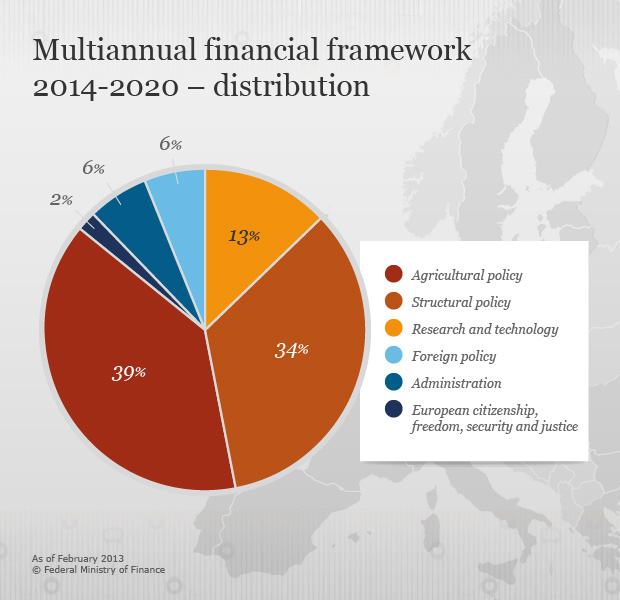 Multiannual financial framework
2014-2020 – distribution
6%
6%
2%
13%
34%
39%
Agricultural policy
Structural policy
Research and technology
Foreign policy
Administration
European citizenship,
freedom, security and justice
As of February 2013
© Federal Ministry of Finance